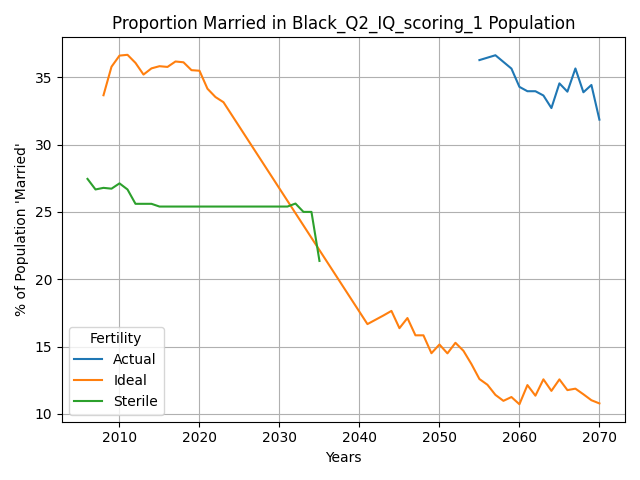 Proportion Married in Black_Q2_IQ_scoring_1 Population
% of Population 'Married'
35
30
25
20
15
10
Fertility
Actual
Ideal
Sterile
2010 2020 2030 2040 2050 2060 2070
Years